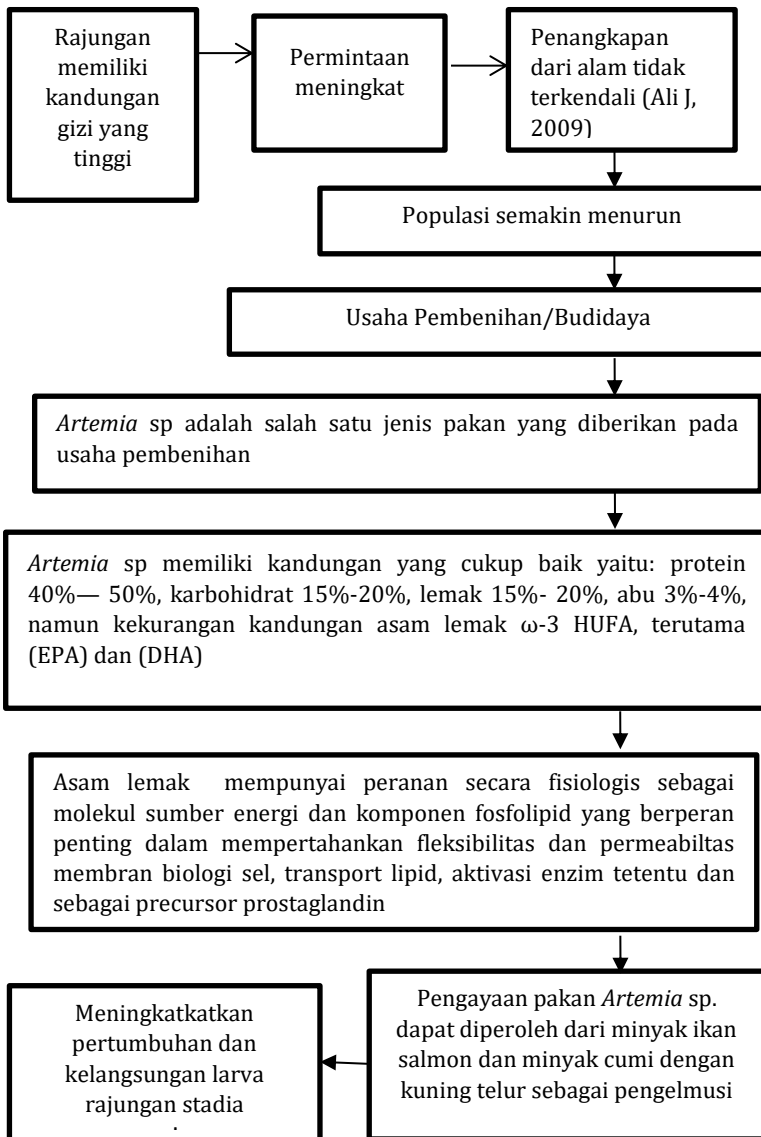 Rajungan
memiliki
kandungan
gizi yang
tinggi
Permintaan
meningkat
Penangkapan
dari alam tidak
terkendali (Ali J,
2009)
Populasi semakin menurun
Usaha Pembenihan/Budidaya
Artemia sp adalah salah satu jenis pakan yang diberikan pada
usaha pembenihan
Artemia sp memiliki kandungan yang cukup baik yaitu: protein
40%— 50%, karbohidrat 15%-20%, lemak 15%- 20%, abu 3%-4%,
namun kekurangan kandungan asam lemak ω-3 HUFA, terutama
(EPA) dan (DHA)
Asam lemak mempunyai peranan secara fisiologis sebagai
molekul sumber energi dan komponen fosfolipid yang berperan
penting dalam mempertahankan fleksibilitas dan permeabiltas
membran biologi sel, transport lipid, aktivasi enzim tetentu dan
sebagai precursor prostaglandin
Pengayaan pakan Artemia sp.
dapat diperoleh dari minyak ikan
salmon dan minyak cumi dengan
kuning telur sebagai pengelmusi
Meningkatkatkan
pertumbuhan dan
kelangsungan larva
rajungan stadia